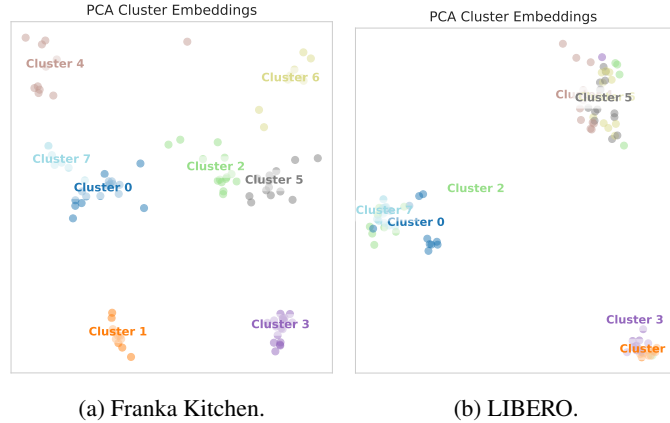 PCA Cluster Embeddings
Cluster 4
Cluster 6
Cluster 7
Cluster 2
Cluster 0
Cluster 5
Cluster 1
Cluster 3
(a) Franka Kitchen.
PCA Cluster Embeddings
Cluster 5
Cluster 2
Cluster 7
Cluster 0
Cluster 3
Cluster
(b) LIBERO.